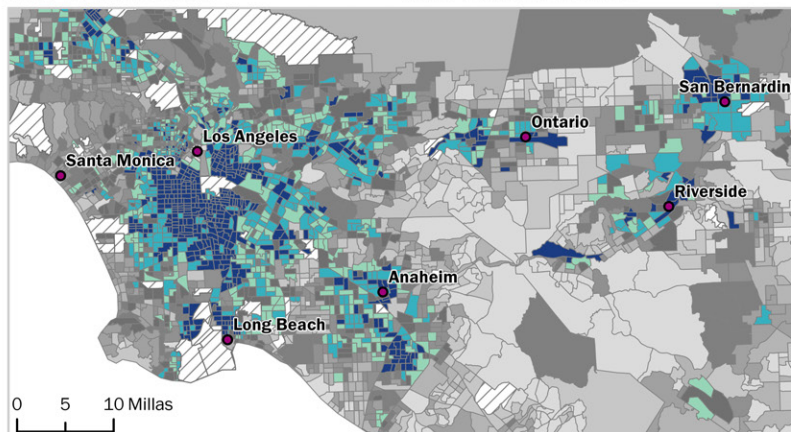 San Bernardin
Ontario
Los Angeles
Santa Monica
Riverside
Anaheim
Long Beach
0 5 10 Millas